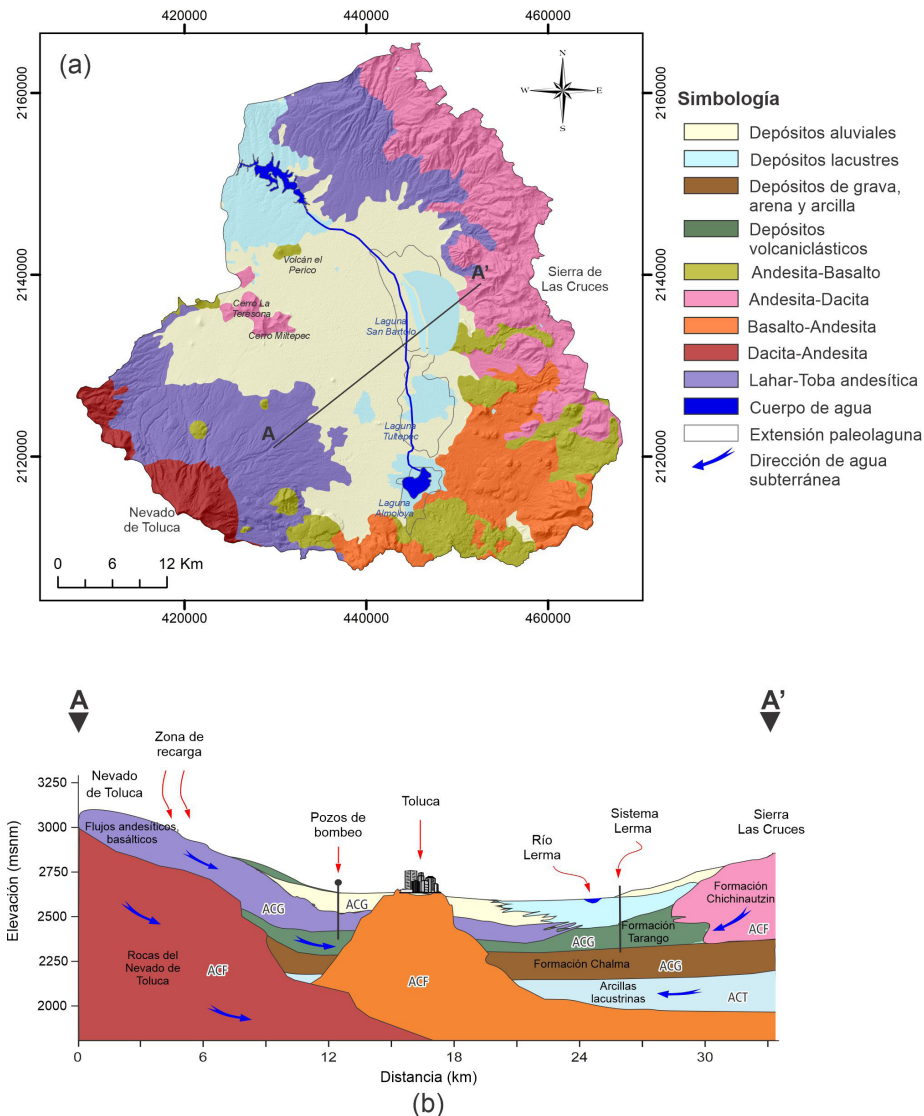 420000 440000 460000
(a)
N
W E
S
2160000 2160000
2140000 2140000
2120000 2120000
Volcán el
Perico
Cerro La
Teresona
Cerro Miltepec
Laguna
San Bartolo
A'
Sierra de
Las Cruces
A
Laguna
Tultepec
Laguna
Almoloya
Nevado
de Toluca
0 6 12 Km
420000 440000 460000
Simbología
Depósitos aluviales
Depósitos lacustres
Depósitos de grava,
arena y arcilla
Depósitos
volcaniclásticos
Andesita-Basalto
Andesita-Dacita
Basalto-Andesita
Dacita-Andesita
Lahar-Toba andesítica
Cuerpo de agua
Extensión paleolaguna
Dirección de agua
subterránea
A A'
Zona de
recarga
Nevado
de Toluca
Pozos de
bombeo
Toluca
Río
Lerma
Sistema
Lerma
Sierra
Las Cruces
Elevación (msnm)
3250
3000
2750
2500
2250
2000
Flujos andesíticos,
basálticos
ACG
ACG
Rocas del
Nevado de
Toluca
ACF
ACF
ACG
Formación
Tarango
Formación
Chichinautzin
ACF
Formación Chalma
ACG
Arcillas
lacustrinas
ACT
0 6 12 18 24 30
Distancia (km)
(b)